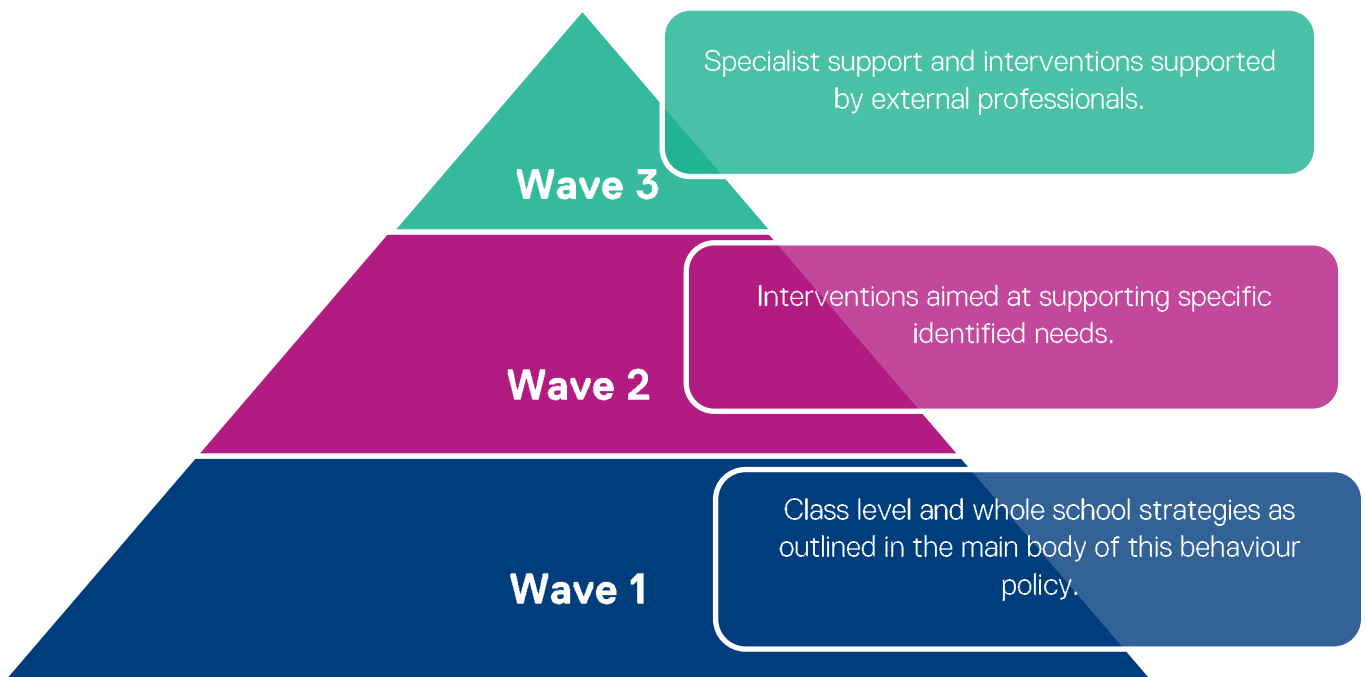 Specialist support and interventions supported
by external professionals.
Wave 3
Interventions aimed at supporting specific
identified needs.
Wave 2
Class level and whole school strategies as
outlined in the main body of this behaviour
policy.
Wave 1